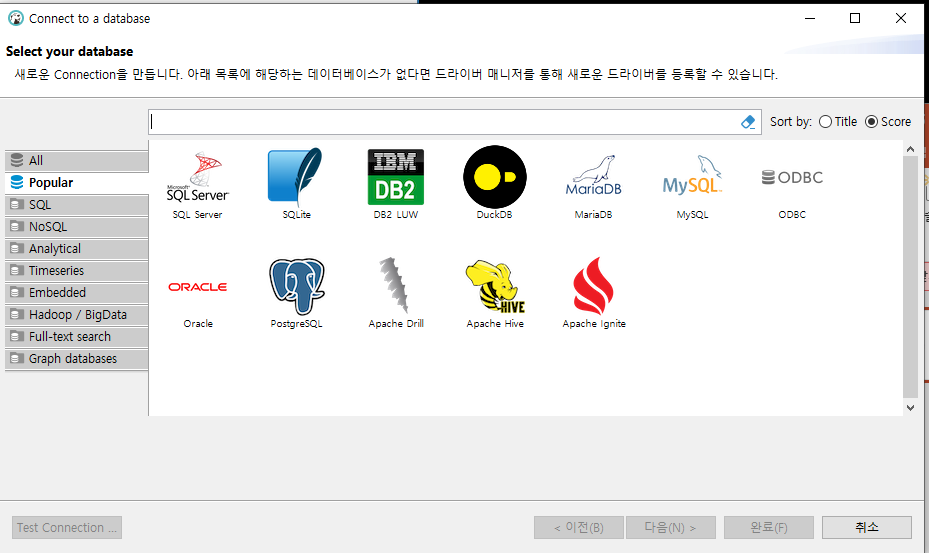 Connect to a database
Select your database
새로운 Connection을 만듭니다. 아래 목록에 해당하는 데이터베이스가 없다면 드라이버 매니저를 통해 새로운 드라이버를 등록할 수 있습니다.
Sort by: Title Score
All
Popular
SQL
NoSQL
Analytical
Timeseries
Embedded
Hadoop / BigData
Full-text search
Graph databases
Microsoft
SQL Server
IBM
DB2
MariaDB
MySQL
ODBC
SQL Server SQLite DB2 LUW DuckDB MariaDB MySQL ODBC
ORACLE
HIVE
Oracle PostgreSQL Apache Drill Apache Hive Apache Ignite
Test Connection ...
< 이전(B) 다음(N) > 완료(F) 취소